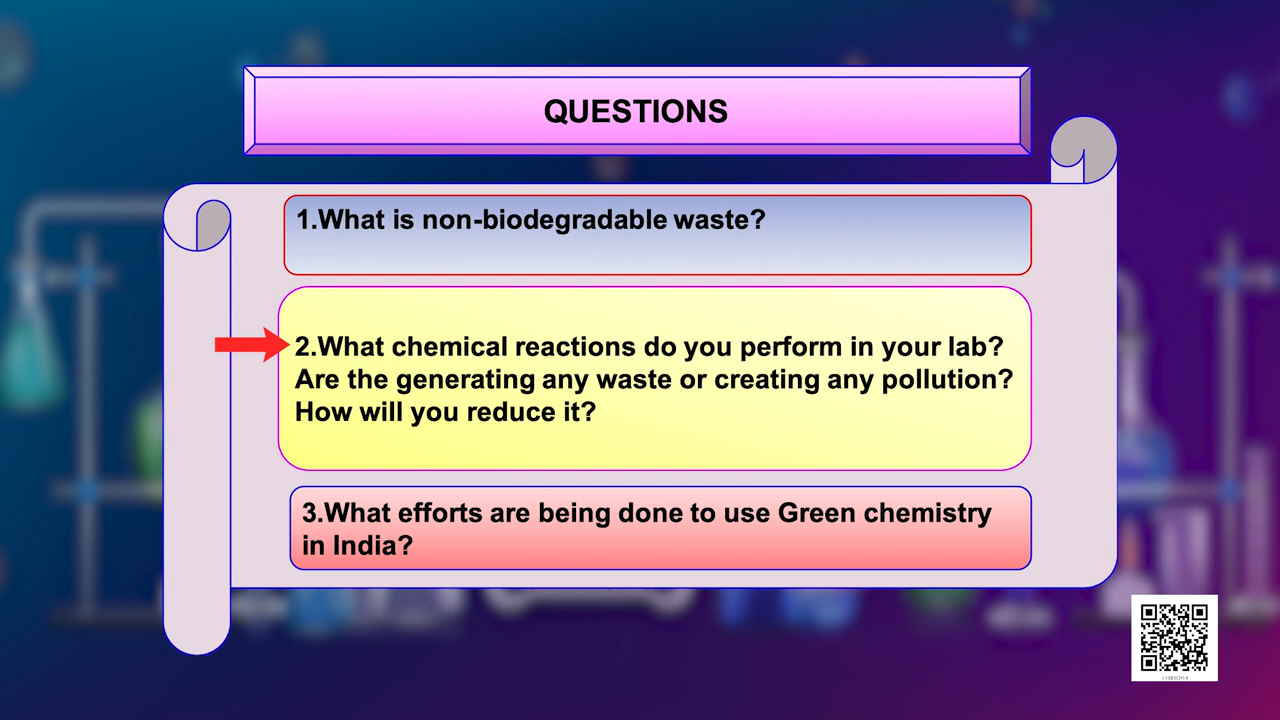 QUESTIONS
1.What is non-biodegradable waste?
2.What chemical reactions do you perform in your lab?
Are the generating any waste or creating any pollution?
How will you reduce it?
3.What efforts are being done to use Green chemistry
in India?